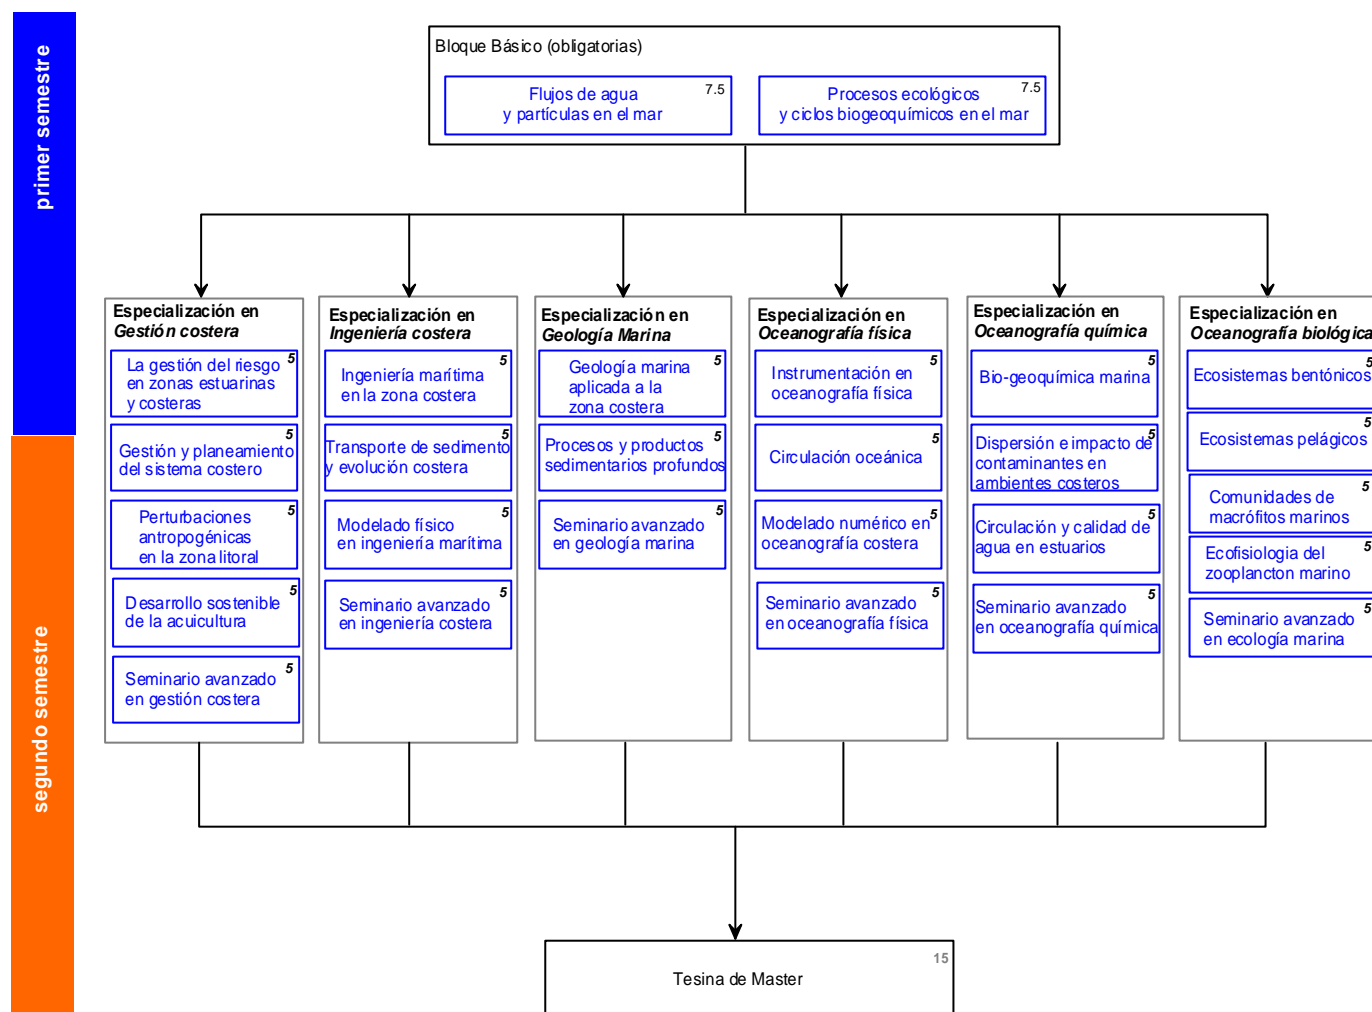 primer semestre
segundo semestre
Bloque Básico (obligatorias)
Flujos de agua
y partículas en el mar
7.5
Procesos ecológicos
y ciclos biogeoquímicos en el mar
7.5
Especialización en
Gestión costera
La gestión del riesgo
en zonas estuarinas
y costeras
5
Gestión y planeamiento
del sistema costero
5
Perturbaciones
antropogénicas
en la zona litoral
5
Desarrollo sostenible
de la acuicultura
5
Seminario avanzado
en gestión costera
5
Especialización en
Ingeniería costera
Ingeniería marítima
en la zona costera
5
Transporte de sedimento
y evolución costera
5
Modelado físico
en ingeniería marítima
5
Seminario avanzado
en ingeniería costera
5
Especialización en
Geología Marina
Geología marina
aplicada a la
zona costera
5
Procesos y productos
sedimentarios profundos
5
Seminario avanzado
en geología marina
5
Especialización en
Oceanografía física
Instrumentación en
oceanografía física
5
Circulación oceánica
5
Modelado numérico en
oceanografía costera
5
Seminario avanzado
en oceanografía física
5
Especialización en
Oceanografía química
Bio-geoquímica marina
5
Dispersión e impacto de
contaminantes en
ambientes costeros
5
Circulación y calidad de
agua en estuarios
5
Seminario avanzado
en oceanografía química
5
Especialización en
Oceanografía biológica
Ecosistemas bentónicos
5
Ecosistemas pelágicos
5
Comunidades de
macrófitos marinos
5
Ecofisiologia del
zooplancton marino
5
Seminario avanzado
en ecología marina
5
Tesina de Master
15